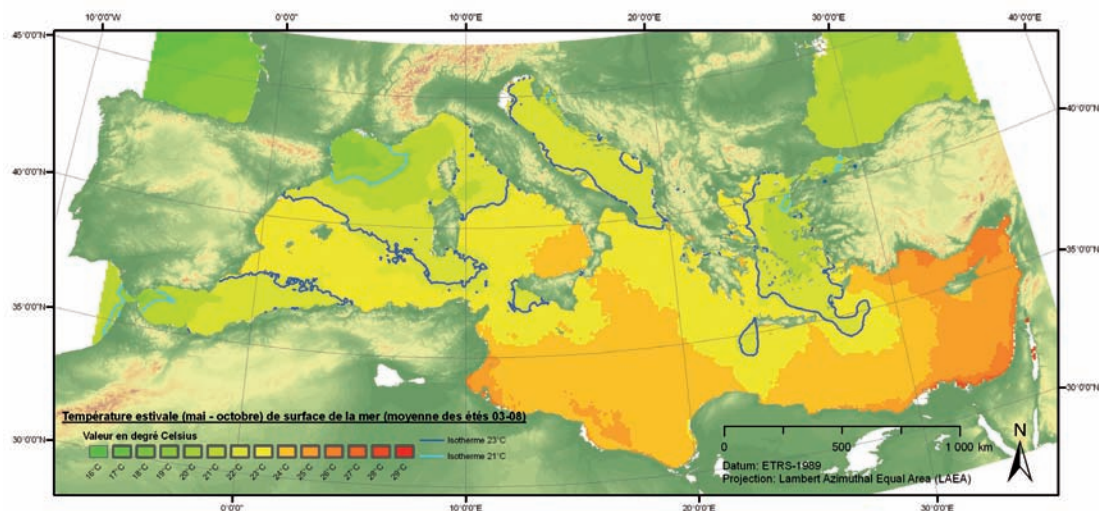 10°0'0"W 0°0'0" 10°0'0"E 20°0'0"E 30°0'0"E 40°0'0"E
45°0'0"N
40°0'0"N
40°0'0"N
35°0'0"N
35°0'0"N
30°0'0"N
30°0'0"N
Température estivale (mai - octobre) de surface de la mer (moyenne des étés 03-08)
Valeur en degré Celsius
Isotherme 23°C
Isotherme 21°C
16°C 17°C 18°C 19°C 20°C 21°C 22°C 23°C 24°C 25°C 26°C 27°C 28°C 29°C
0 500 1 000 km
N
Datum: ETRS-1989
Projection: Lambert Azimuthal Equal Area (LAEA)
0°0'0" 10°0'0"E 20°0'0"E 30°0'0"E